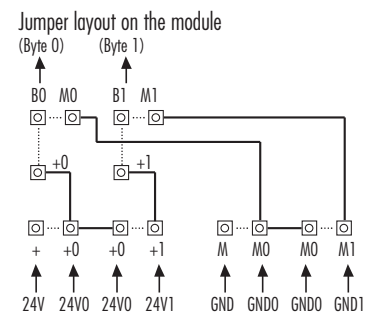 Jumper layout on the module
(Byte 0) (Byte 1)
B0 M0 B1 M1
+0 +1
+ +0 +0 +1 M M0 M0 M1
24V 24V0 24V0 24V1 GND GND0 GND0 GND1